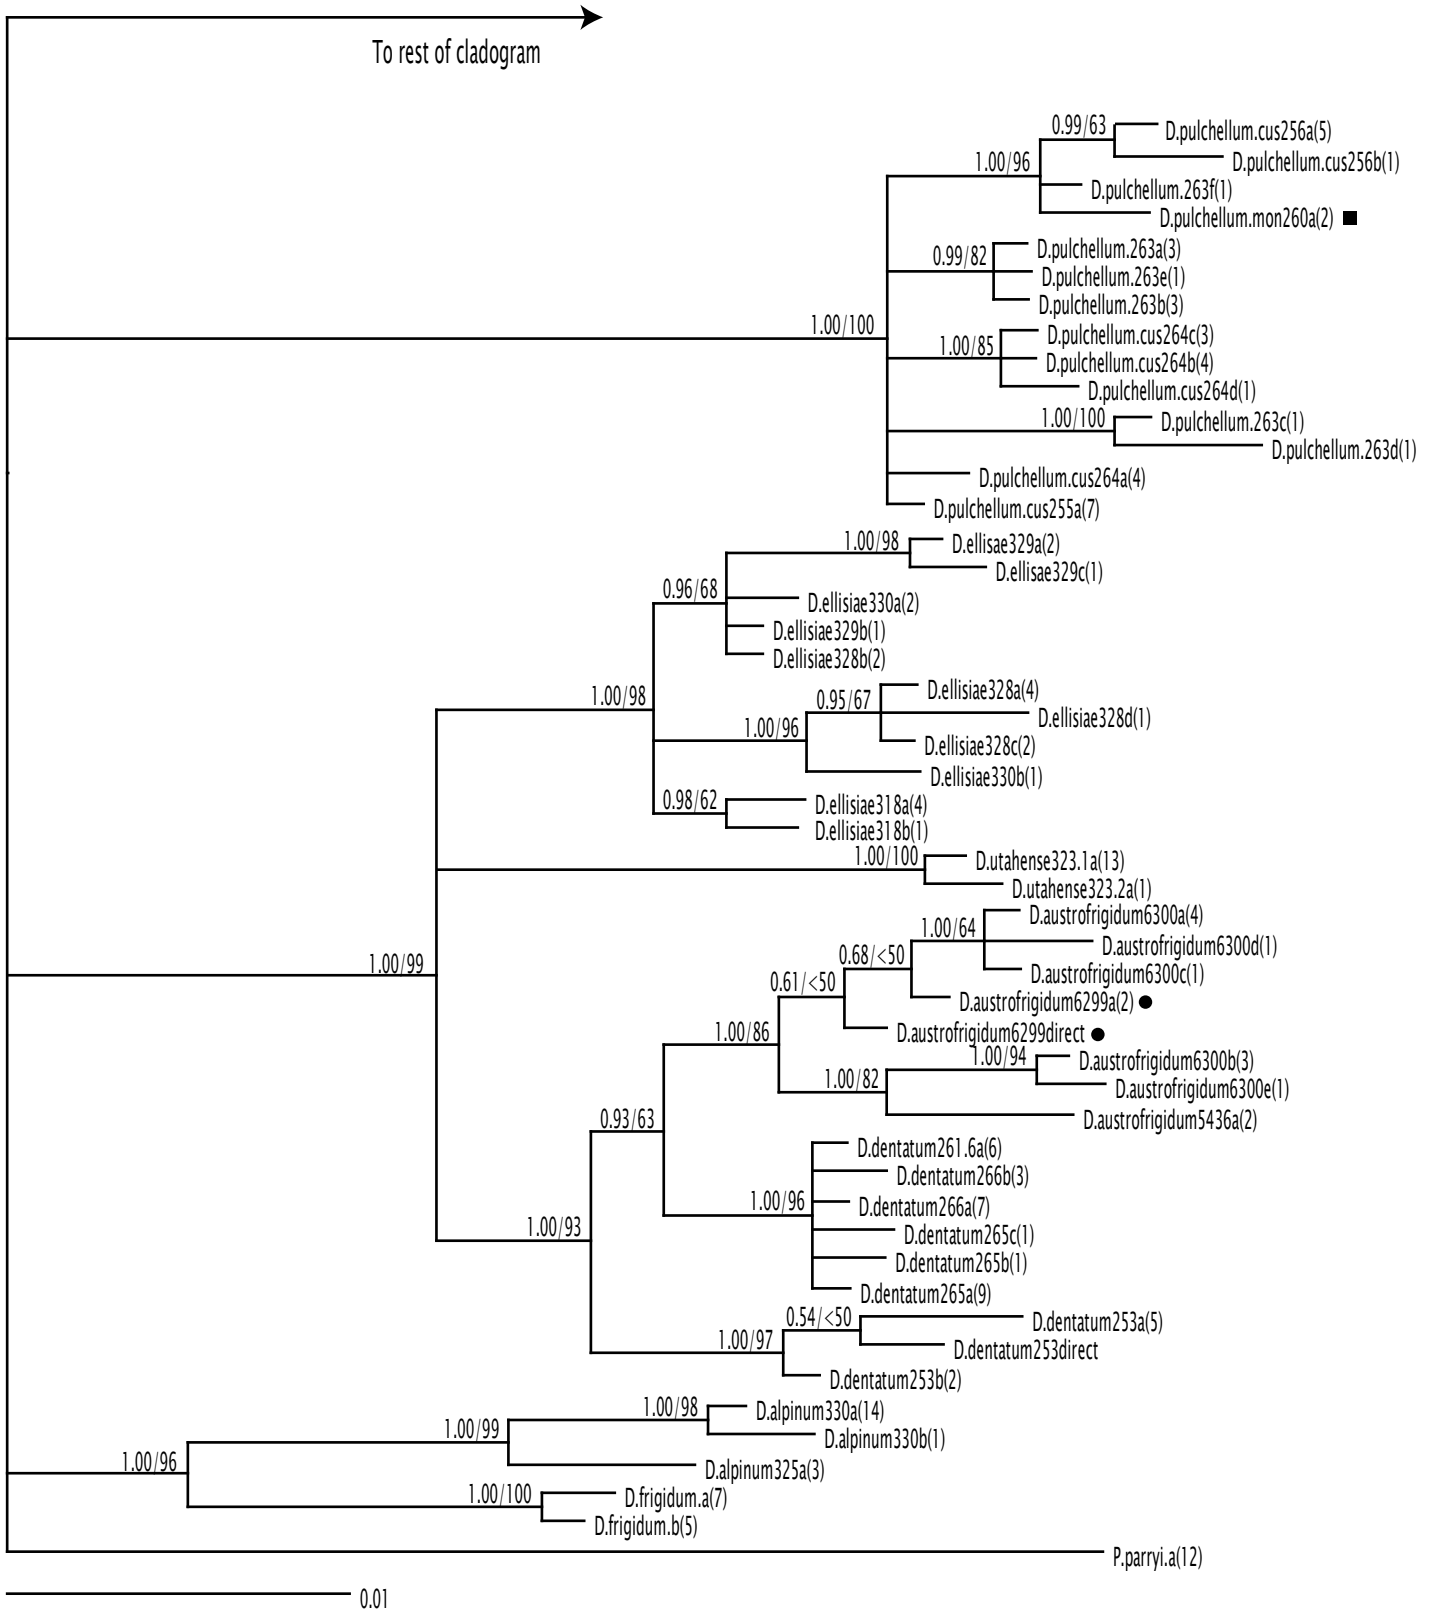 To rest of cladogram
0.99/63
D.pulchellum.cus256a(5)
D.pulchellum.cus256b(1)
1.00/96
D.pulchellum.263f(1)
D.pulchellum.mon260a(2)
D.pulchellum.263a(3)
0.99/82
D.pulchellum.263e(1)
D.pulchellum.263b(3)
1.00/100
D.pulchellum.cus264c(3)
1.00/85
D.pulchellum.cus264b(4)
D.pulchellum.cus264d(1)
1.00/100
D.pulchellum.263c(1)
D.pulchellum.263d(1)
D.pulchellum.cus264a(4)
D.pulchellum.cus255a(7)
1.00/98
D.ellisae329a(2)
D.ellisae329c(1)
0.96/68
D.ellisiae330a(2)
D.ellisiae329b(1)
D.ellisiae328b(2)
1.00/98
D.ellisiae328a(4)
0.95/67
D.ellisiae328d(1)
1.00/96
D.ellisiae328c(2)
D.ellisiae330b(1)
0.98/62
D.ellisiae318a(4)
D.ellisiae318b(1)
1.00/100
D.utahense323.1a(13)
D.utahense323.2a(1)
D.austrofrigidum6300a(4)
1.00/64
D.austrofrigidum6300d(1)
0.68/<50
1.00/99
D.austrofrigidum6300c(1)
0.61/<50
D.austrofrigidum6299a(2)
1.00/86
D.austrofrigidum6299direct
1.00/94
D.austrofrigidum6300b(3)
1.00/82
D.austrofrigidum6300e(1)
D.austrofrigidum5436a(2)
0.93/63
D.dentatum261.6a(6)
D.dentatum266b(3)
1.00/96
D.dentatum266a(7)
1.00/93
D.dentatum265c(1)
D.dentatum265b(1)
D.dentatum265a(9)
0.54/<50
D.dentatum253a(5)
1.00/97
D.dentatum253direct
D.dentatum253b(2)
1.00/98
D.alpinum330a(14)
1.00/99
D.alpinum330b(1)
1.00/96
D.alpinum325a(3)
1.00/100
D.frigidum.a(7)
D.frigidum.b(5)
P.parryi.a(12)
0.01